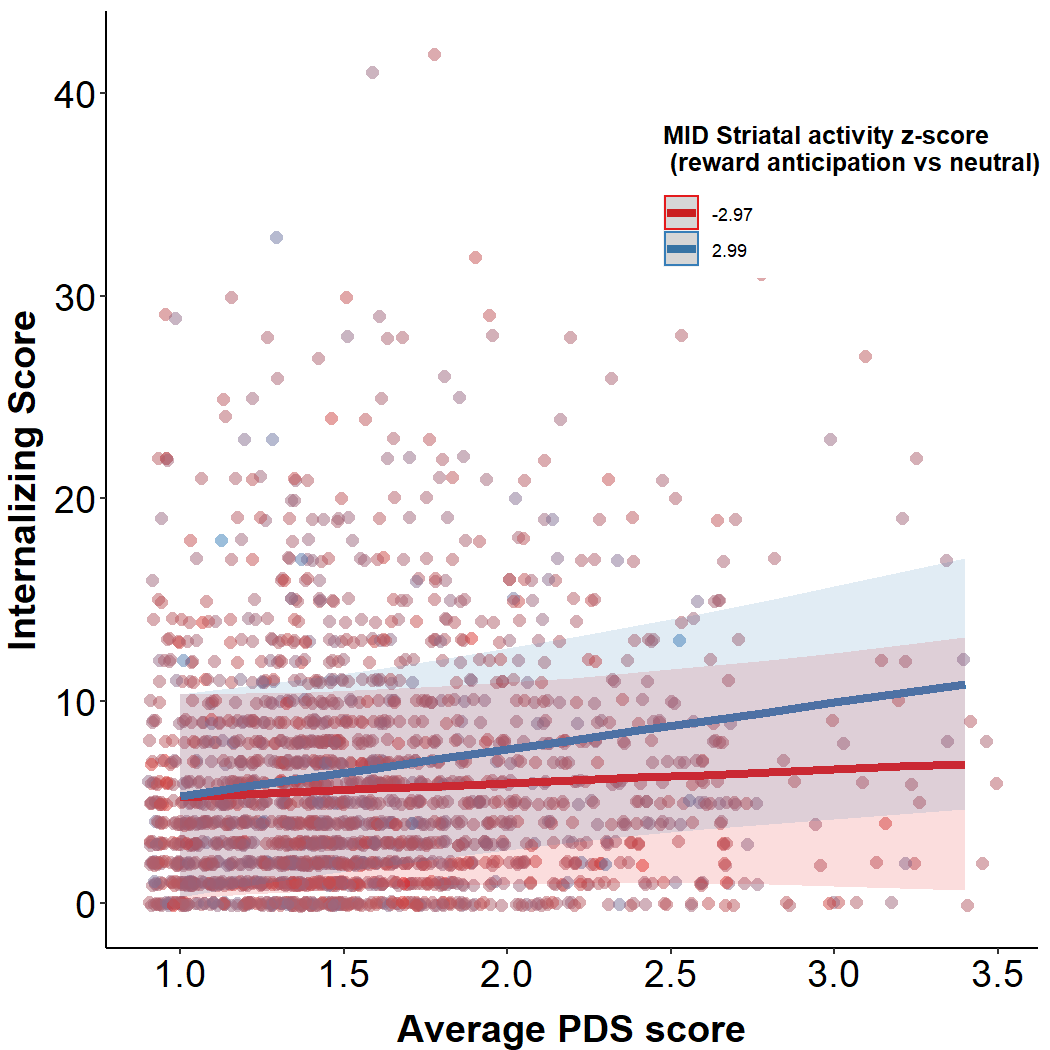 MID Striatal activity z-score
(reward anticipation vs neutral)
-2.97
2.99
Internalizing Score
40
30
20
10
0
1.0 1.5 2.0 2.5 3.0 3.5
Average PDS score